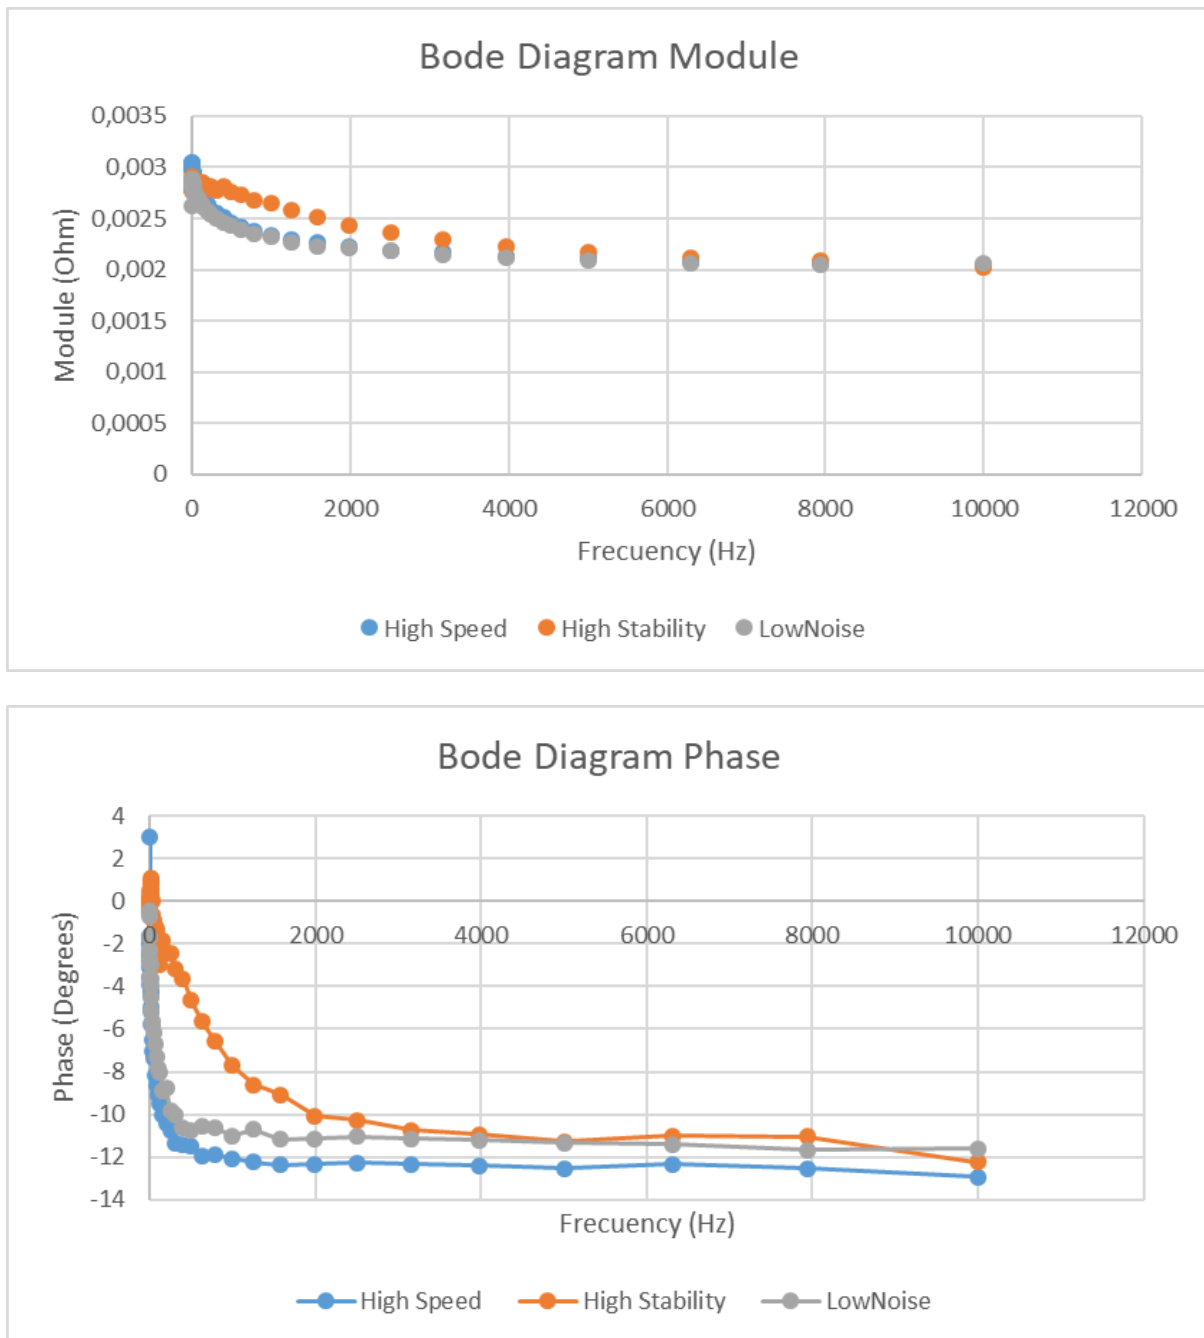 Bode Diagram Module
0,0035
0,003
0,0025
0,002
0,0015
0,001
0,0005
0
Module (Ohm)
0 2000 4000 6000 8000 10000 12000
Frecuency (Hz)
High Speed High Stability LowNoise
Bode Diagram Phase
4
2
0
-2
-4
-6
-8
-10
-12
-14
Phase (Degrees)
0 2000 4000 6000 8000 10000 12000
Frecuency (Hz)
High Speed High Stability LowNoise